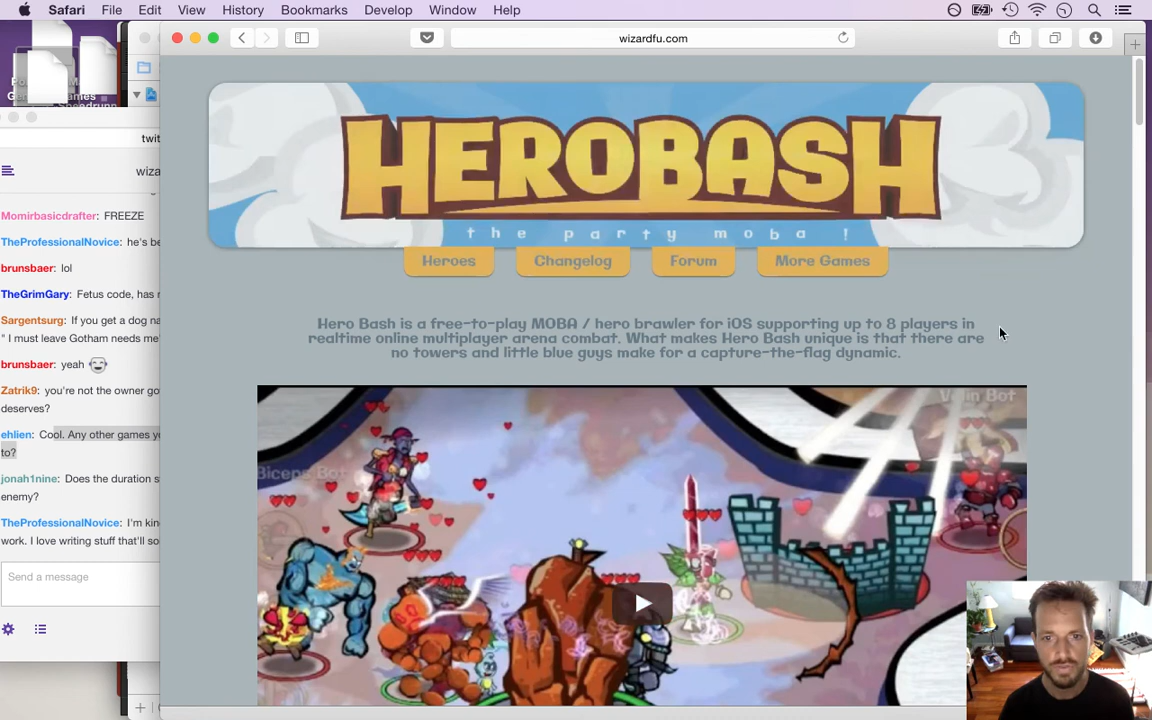 Safari File Edit View History Bookmarks Develop Window Help
wizardfu.com
HEROBASH
the party moba!
Heroes Changelog Forum More Games
Hero Bash is a free-to-play MOBA / hero brawler for iOS supporting up to 8 players in
realtime online multiplayer arena combat. What makes Hero Bash unique is that there are
no towers and little blue guys make for a capture-the-flag dynamic.
Biceps Bot
twit
wiza
Momirbasicdrafter: FREEZE
TheProfessionalNovice: he's be
brunsbaer: lol
TheGrimGary: Fetus code, has
Sargentsurg: If you get a dog na
" I must leave Gotham needs me
brunsbaer: yeah
Zatrik9: you're not the owner go
deserves?
ehlien: Cool. Any other games ye
to?
jonah1nine: Does the duration s
enemy?
TheProfessionalNovice: I'm kin
work. I love writing stuff that'll so
Send a message